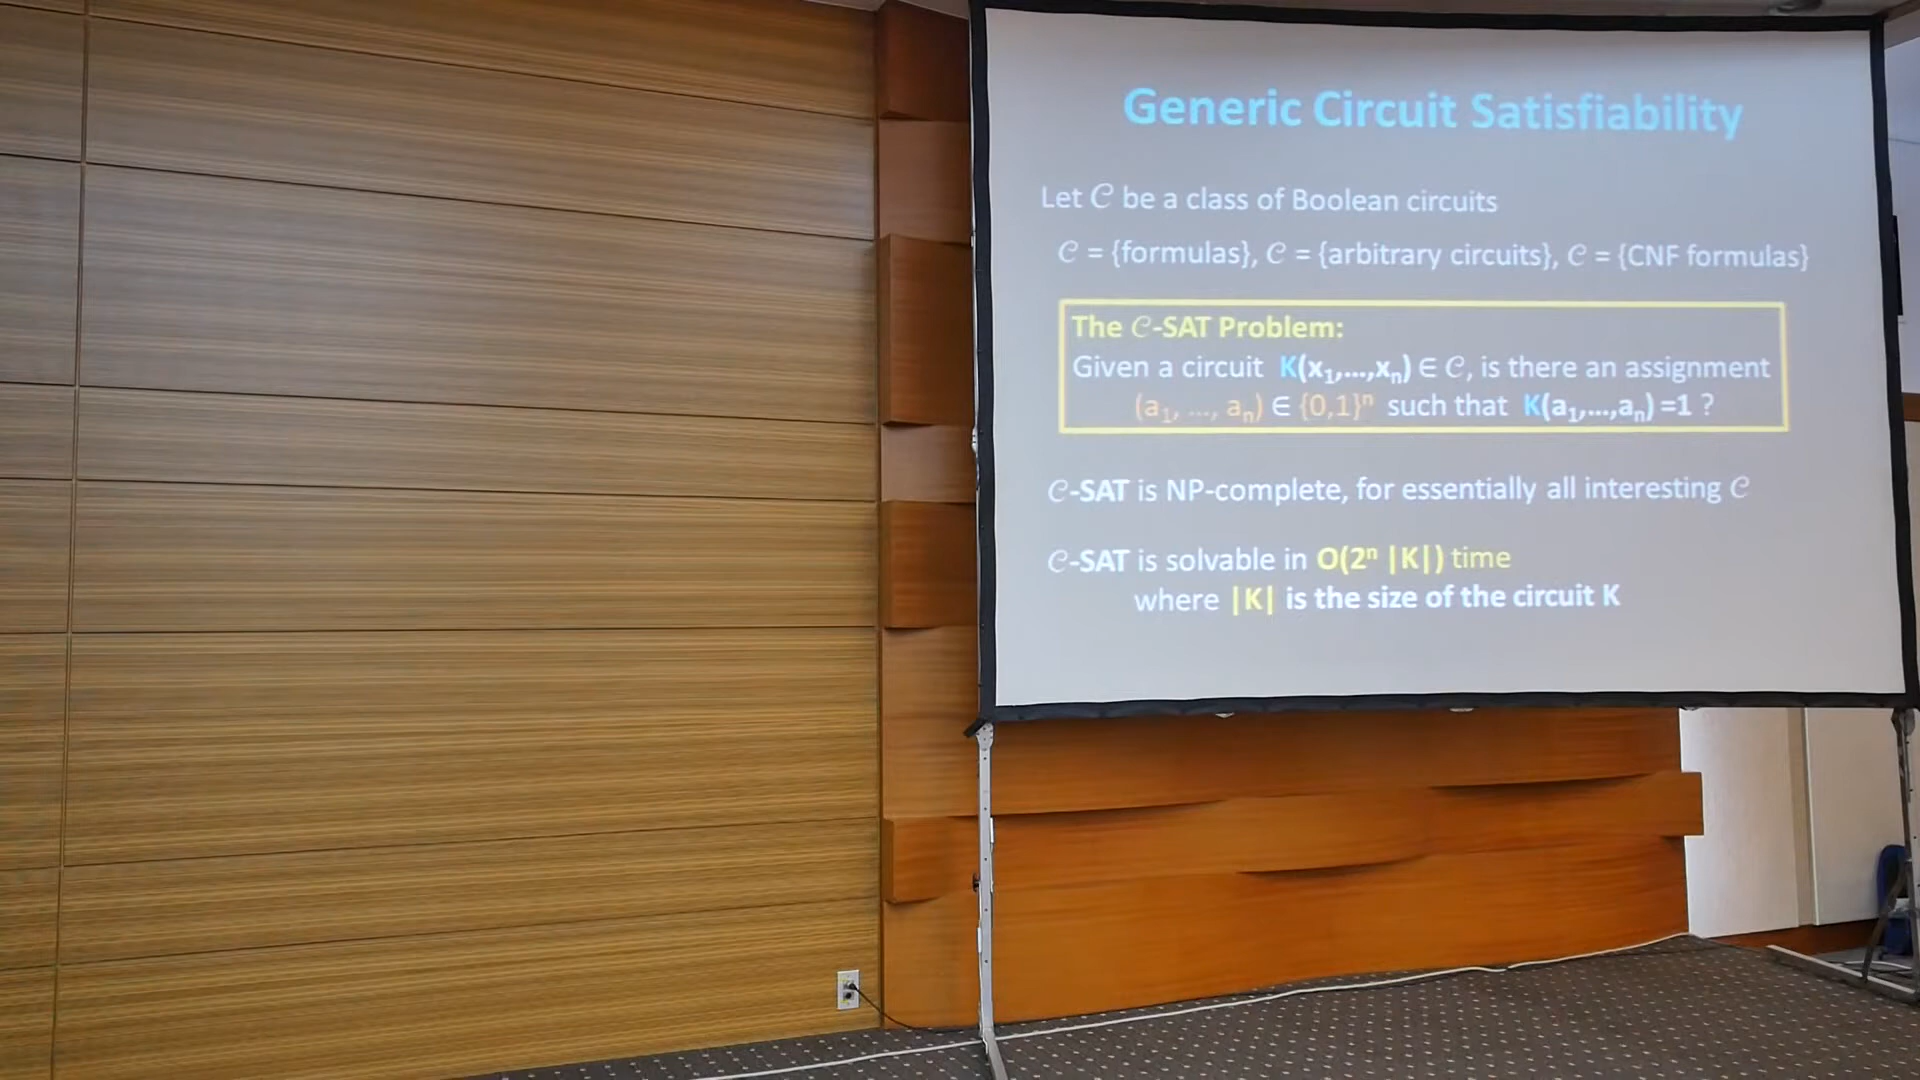 Generic Circuit Satisfiability
Let 𝒞 be a class of Boolean circuits
𝒞 = {formulas}, 𝒞 = {arbitrary circuits}, 𝒞 = {CNF formulas}
The 𝒞-SAT Problem:
Given a circuit K(x₁,...,xₙ) ∈ 𝒞, is there an assignment
(a₁, ..., aₙ) ∈ {0,1}ⁿ such that K(a₁,...,aₙ) =1 ?
𝒞-SAT is NP-complete, for essentially all interesting 𝒞
𝒞-SAT is solvable in O(2ⁿ |K|) time
where |K| is the size of the circuit K